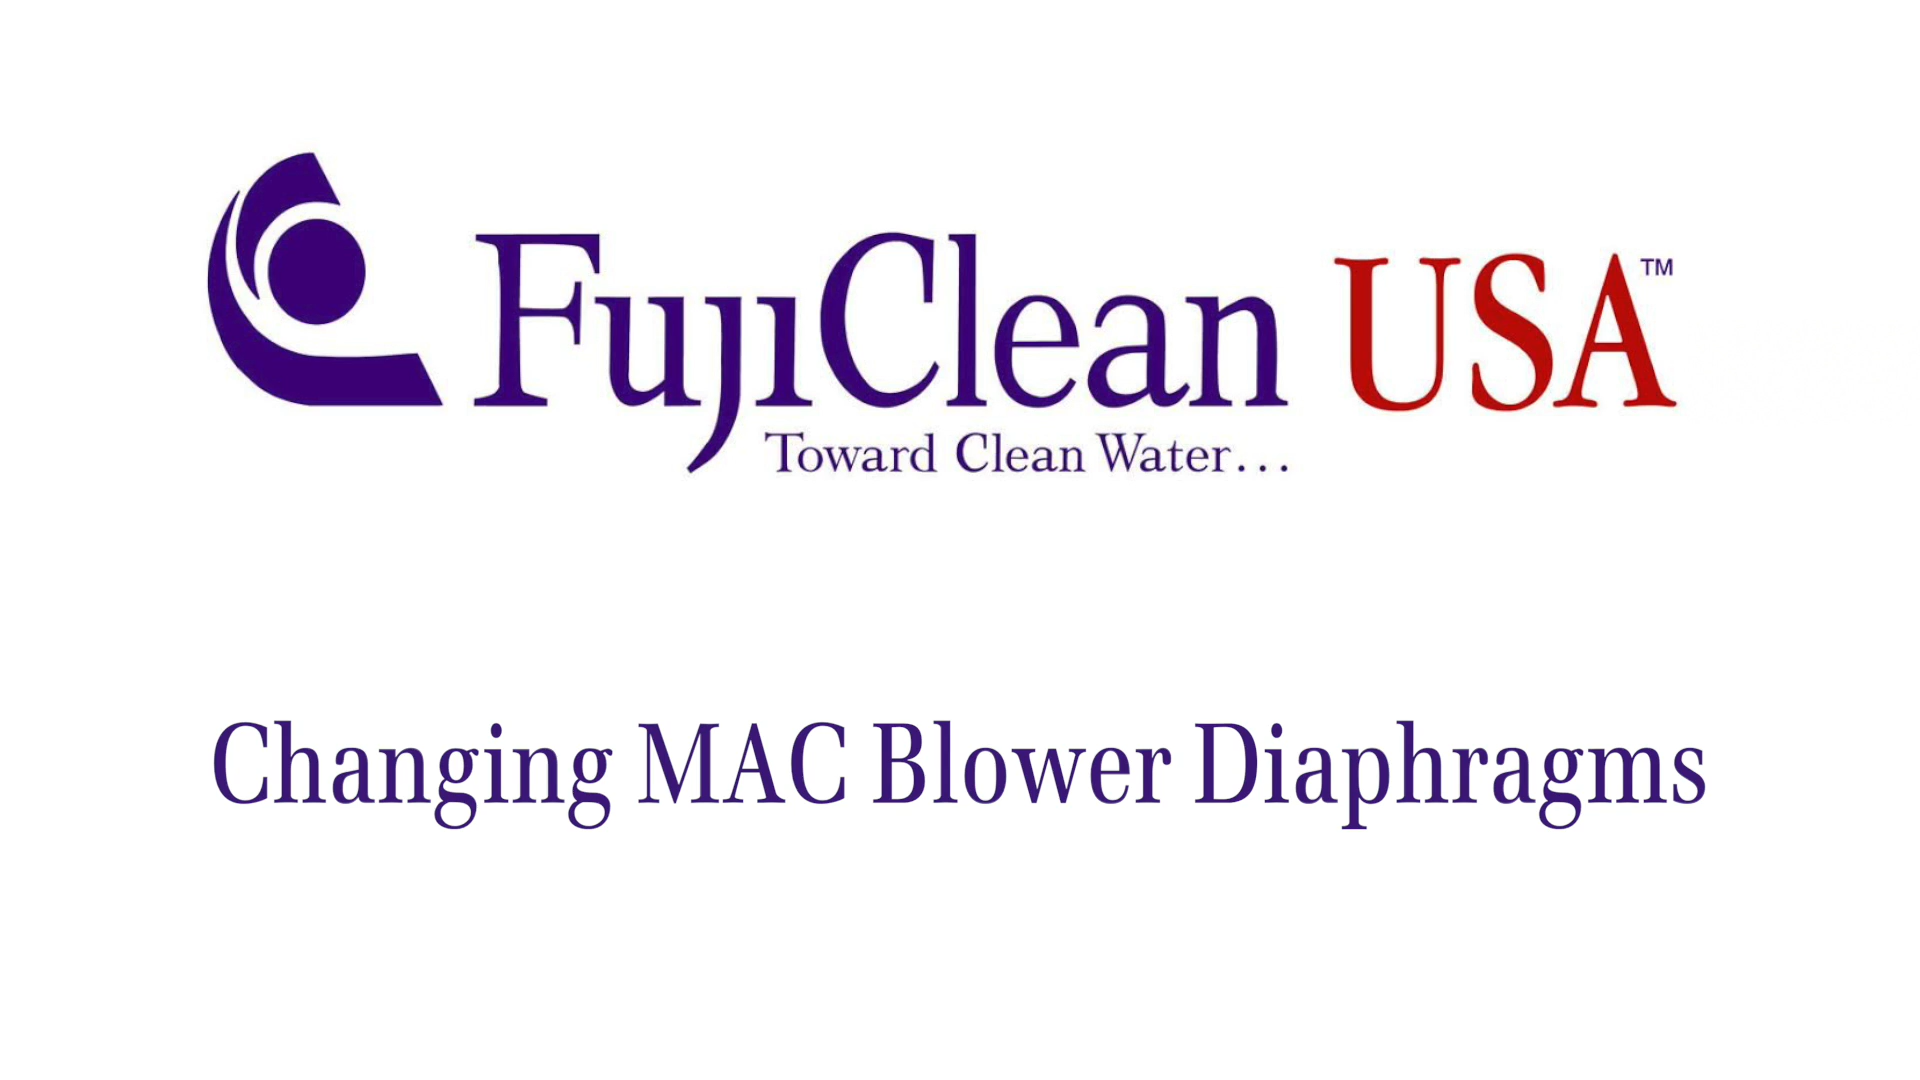 FujiClean USA™
Toward Clean Water...
Changing MAC Blower Diaphragms